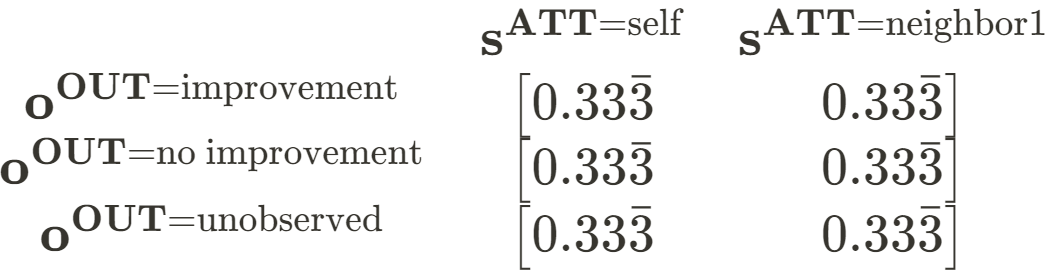 s^ATT=self s^ATT=neighbor1
o^OUT=improvement [0.333̅ 0.333̅]
o^OUT=no improvement [0.333̅ 0.333̅]
o^OUT=unobserved [0.333̅ 0.333̅]